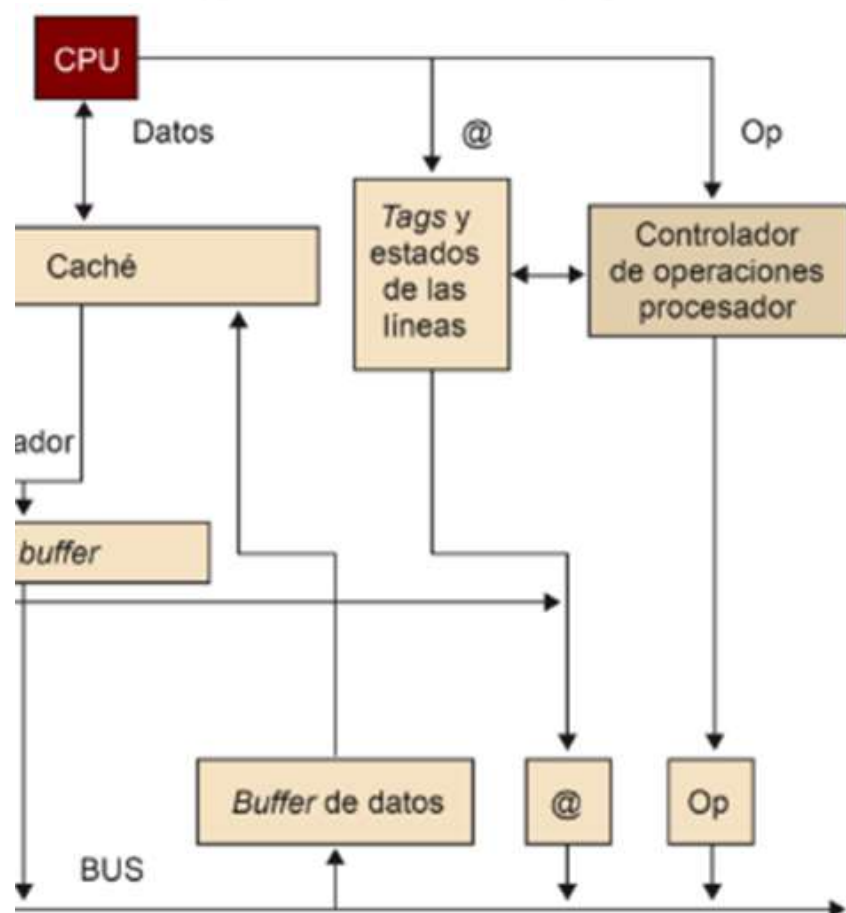 CPU
Datos
@
Op
Caché
Tags y
estados
de las
líneas
Controlador
de operaciones
procesador
ador
buffer
Buffer de datos
@
Op
BUS